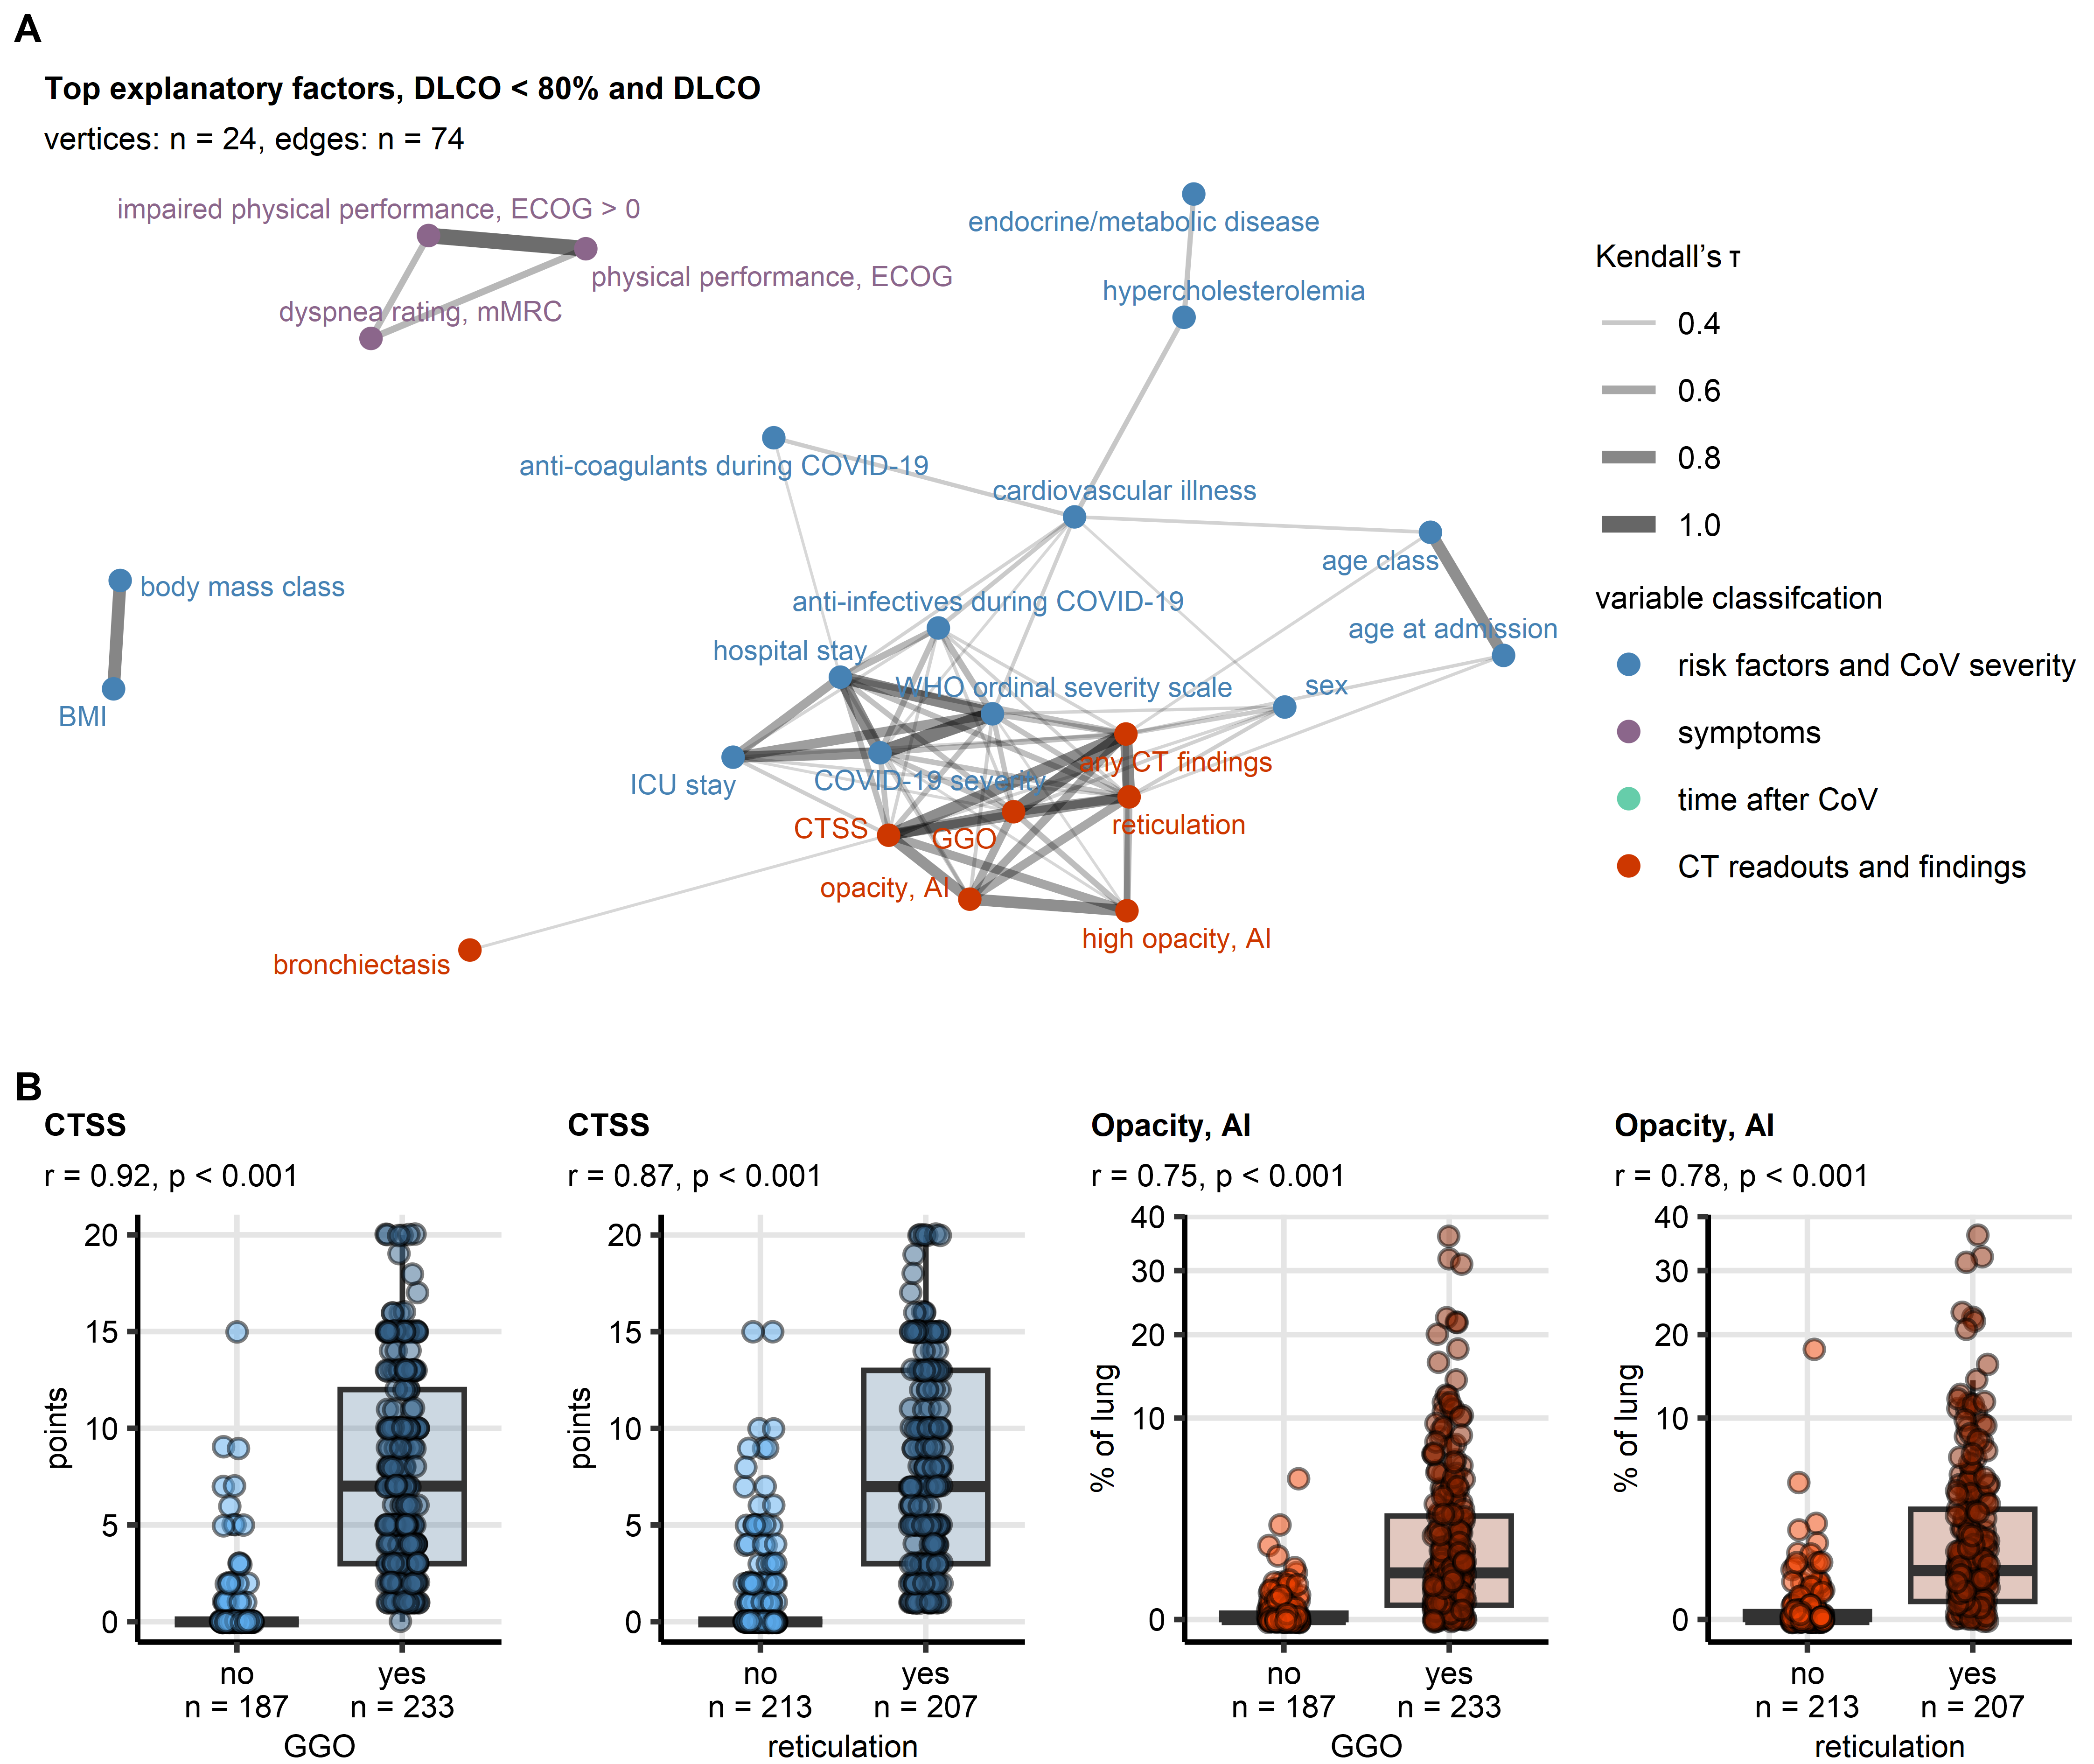 A
Top explanatory factors, DLCO < 80% and DLCO
vertices: n = 24, edges: n = 74
impaired physical performance, ECOG > 0
physical performance, ECOG
dyspnea rating, mMRC
endocrine/metabolic disease
hypercholesterolemia
anti-coagulants during COVID-19
cardiovascular illness
age class
body mass class
anti-infectives during COVID-19
age at admission
hospital stay
WHO ordinal severity scale
sex
BMI
any CT findings
ICU stay
COVID-19 severity
CTSS
GGO
reticulation
opacity, AI
high opacity, AI
bronchiectasis
Kendall's τ
0.4
0.6
0.8
1.0
variable classifcation
risk factors and CoV severity
symptoms
time after CoV
CT readouts and findings
B
CTSS
r = 0.92, p < 0.001
points
20
15
10
5
0
no
n = 187
yes
n = 233
GGO
CTSS
r = 0.87, p < 0.001
points
20
15
10
5
0
no
n = 213
yes
n = 207
reticulation
Opacity, AI
r = 0.75, p < 0.001
% of lung
40
30
20
10
0
no
n = 187
yes
n = 233
GGO
Opacity, AI
r = 0.78, p < 0.001
% of lung
40
30
20
10
0
no
n = 213
yes
n = 207
reticulation